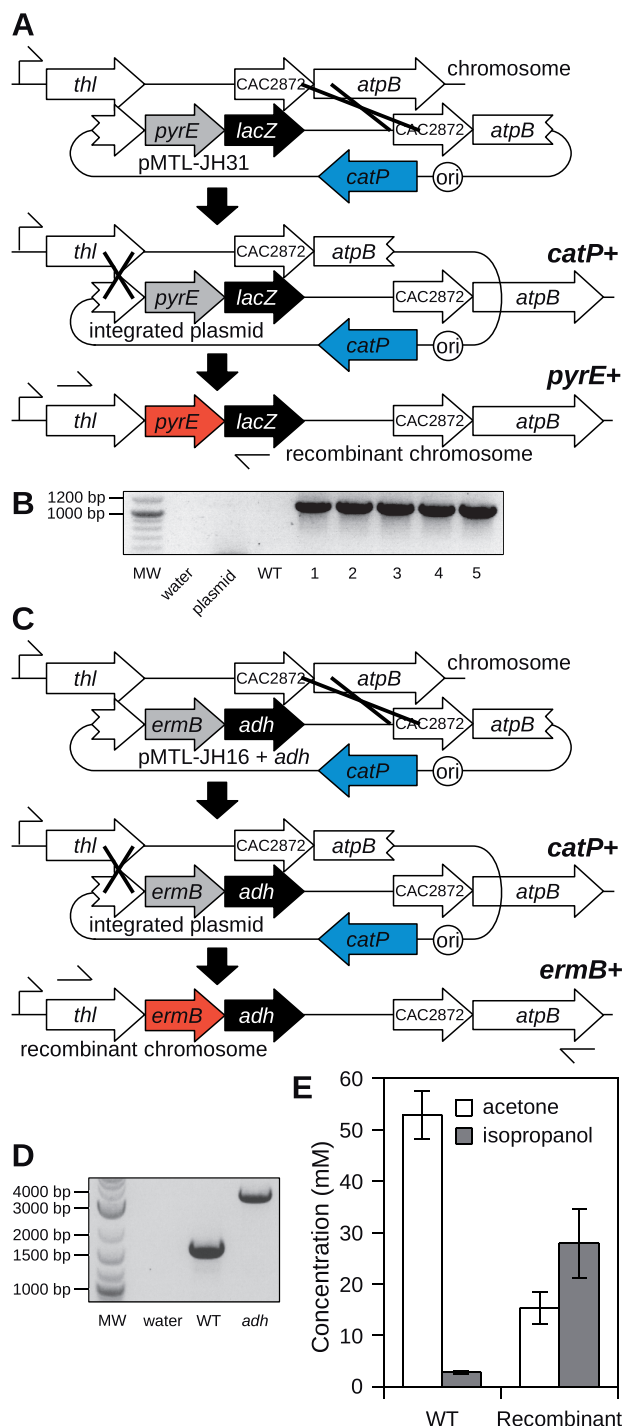 A
thl CAC2872 atpB chromosome
pyrE lacZ CAC2872 atpB
pMTL-JH31 catP ori
thl CAC2872 atpB catP+
pyrE lacZ CAC2872 atpB
integrated plasmid catP ori
pyrE+
thl pyrE lacZ CAC2872 atpB
recombinant chromosome
B
1200 bp
1000 bp
MW water plasmid WT 1 2 3 4 5
C
thl CAC2872 atpB chromosome
ermB adh CAC2872 atpB
pMTL-JH16 + adh catP ori
thl CAC2872 atpB catP+
ermB adh CAC2872 atpB
integrated plasmid catP ori
ermB+
thl ermB adh CAC2872 atpB
recombinant chromosome
D
4000 bp
3000 bp
2000 bp
1500 bp
1000 bp
MW water WT adh
E
Concentration (mM)
60
50
40
30
20
10
0
acetone
isopropanol
WT Recombinant